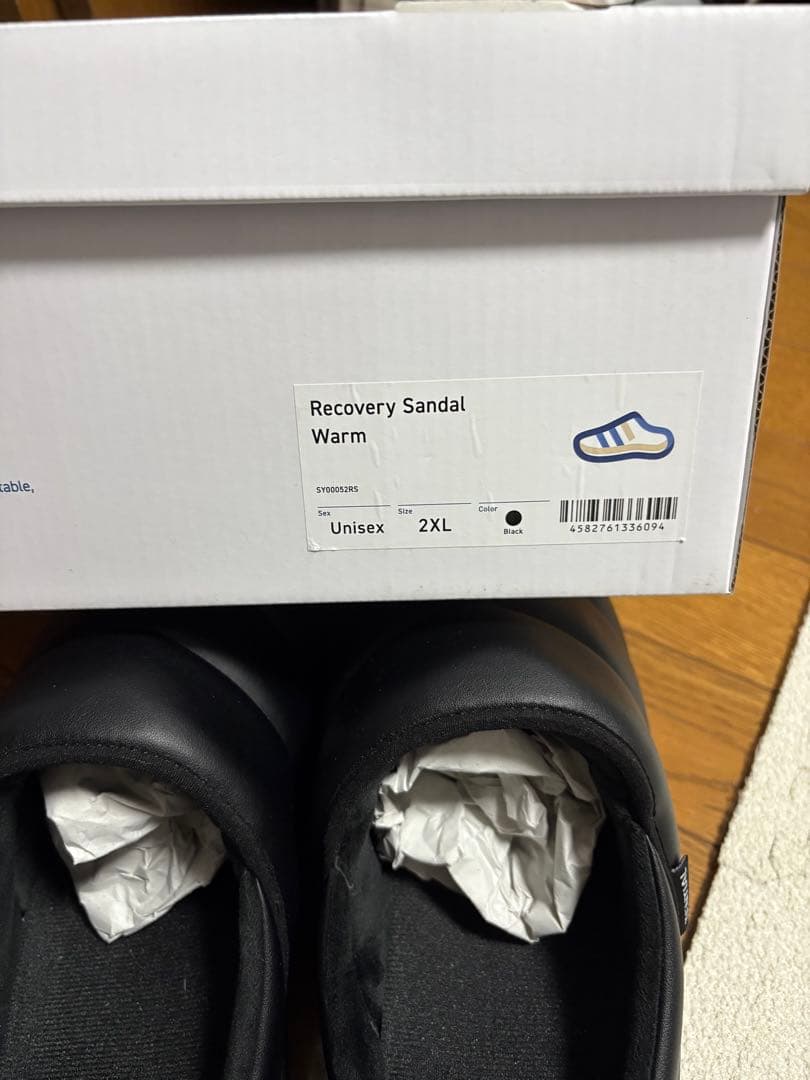 Recovery Sandal
Warm
table,
SY00052RS
Sex
Unisex
Size
2XL
Color
Black
4582761336094